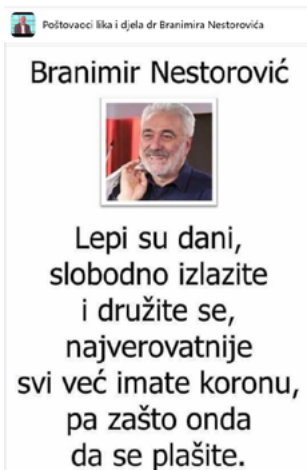 Poštovaoci lika i djela dr Branimira Nestorovića
Branimir Nestorović
Lepi su dani,
slobodno izlazite
i družite se,
najverovatnije
svi već imate koronu,
pa zašto onda
da se plašite.